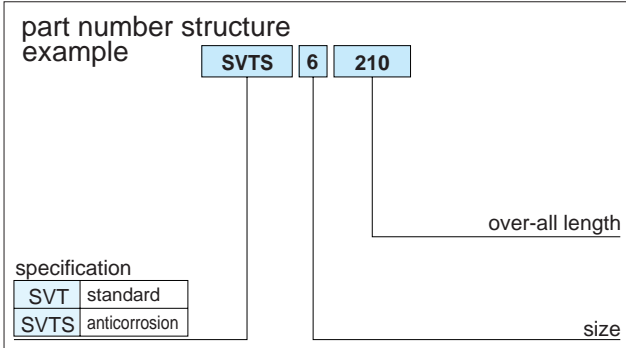 part number structure
example
SVTS 6 210
over-all length
specification
SVT standard
SVTS anticorrosion
size